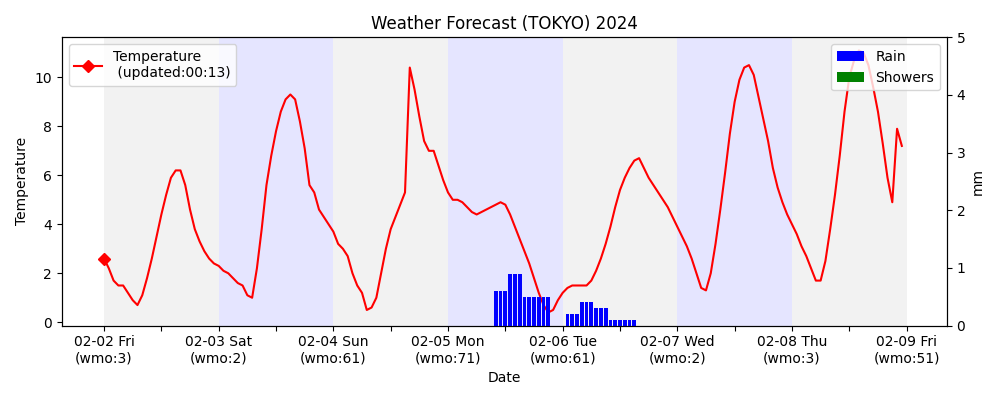 Weather Forecast (TOKYO) 2024
Temperature
(updated:00:13)
Rain
Showers
Temperature
10
8
6
4
2
0
5
4
3
2
1
0
mm
02-02 Fri
(wmo:3)
02-03 Sat
(wmo:2)
02-04 Sun
(wmo:61)
02-05 Mon
(wmo:71)
02-06 Tue
(wmo:61)
02-07 Wed
(wmo:2)
02-08 Thu
(wmo:3)
02-09 Fri
(wmo:51)
Date